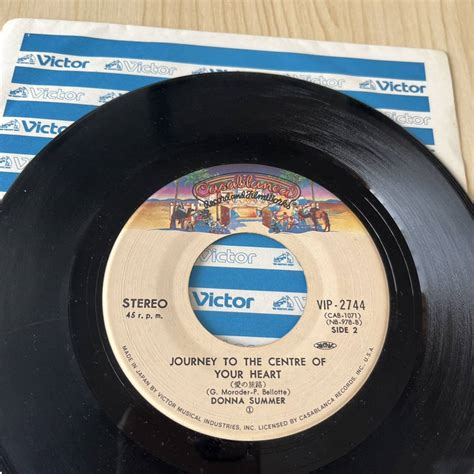 Victor Victor
Victor Victor Victor
Victor
Victor
Casablanca
Record and FilmWorks
STEREO
45 r.p.m.
Victor
VIP-2744
(CAB-1071)
(NB-978-B)
SIDE 2
JOURNEY TO THE CENTRE OF
YOUR HEART
(愛の旅路)
(G. Moroder-P. Bellotte)
DONNA SUMMER
①
MADE IN JAPAN BY VICTOR MUSICAL INDUSTRIES, INC. LICENSED BY CASABLANCA RECORDS INC., U.S.A.